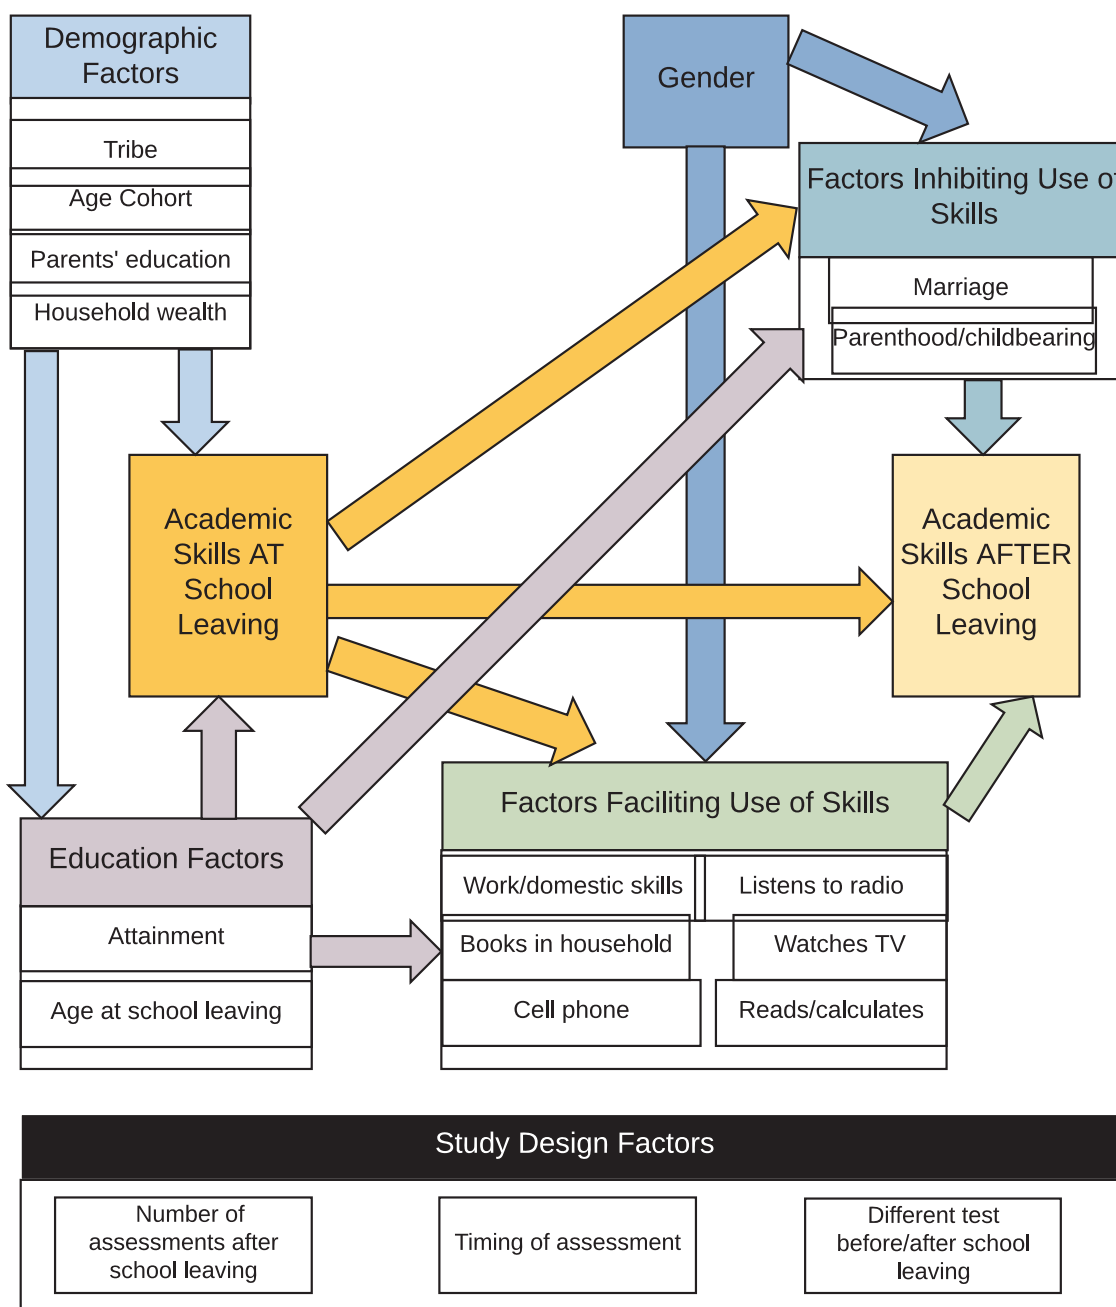 Demographic
Factors
Tribe
Age Cohort
Parents' education
Household wealth
Gender
Factors Inhibiting Use of
Skills
Marriage
Parenthood/childbearing
Academic
Skills AT
School
Leaving
Academic
Skills AFTER
School
Leaving
Education Factors
Attainment
Age at school leaving
Factors Faciliting Use of Skills
Work/domestic skills
Listens to radio
Books in household
Watches TV
Cell phone
Reads/calculates
Study Design Factors
Number of
assessments after
school leaving
Timing of assessment
Different test
before/after school
leaving